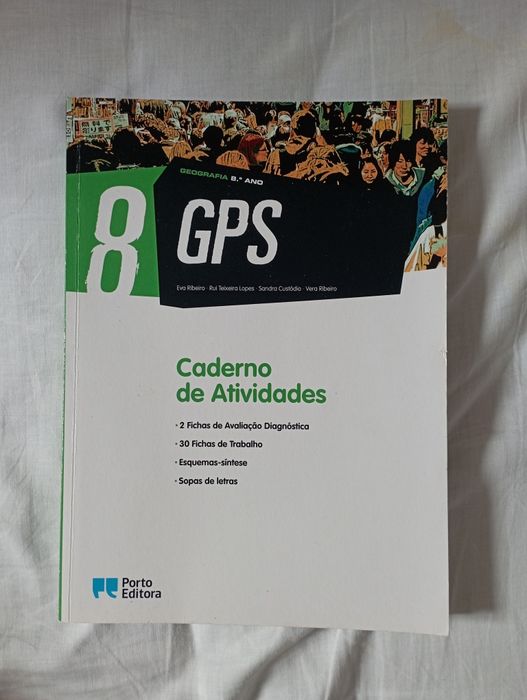 GEOGRAFIA 8.º ANO
8
GPS
Eva Ribeiro · Rui Teixeira Lopes · Sandra Custódio · Vera Ribeiro
Caderno
de Atividades
· 2 Fichas de Avaliação Diagnóstica
· 30 Fichas de Trabalho
· Esquemas-síntese
· Sopas de letras
Porto
Editora